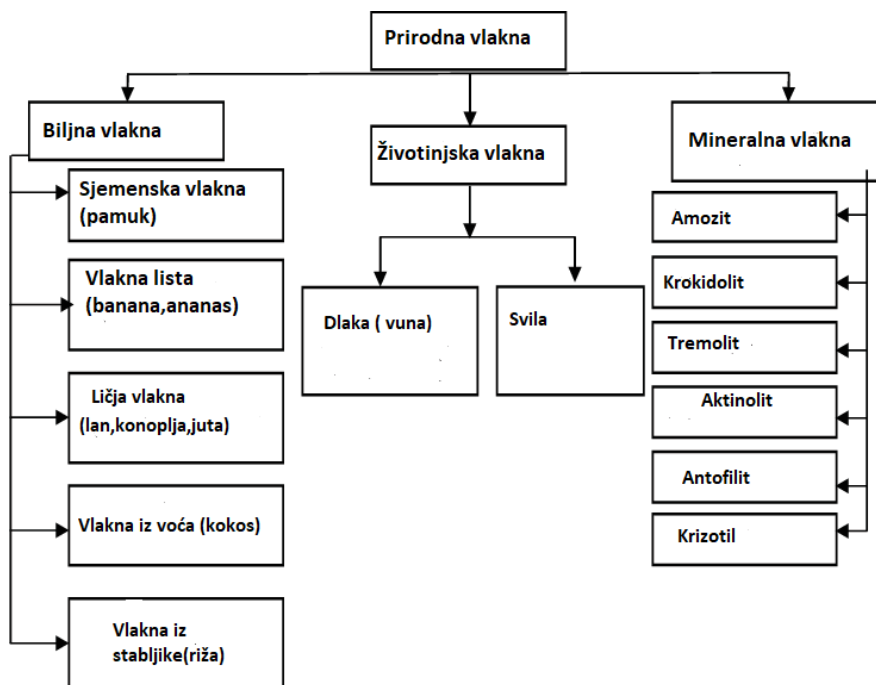 Prirodna vlakna
Biljna vlakna
Životinjska vlakna
Mineralna vlakna
Sjemenska vlakna
(pamuk)
Vlakna lista
(banana,ananas)
Ličja vlakna
(lan,konoplja,juta)
Vlakna iz voća (kokos)
Vlakna iz
stabljike(riža)
Dlaka ( vuna)
Svila
Amozit
Krokidolit
Tremolit
Aktinolit
Antofilit
Krizotil